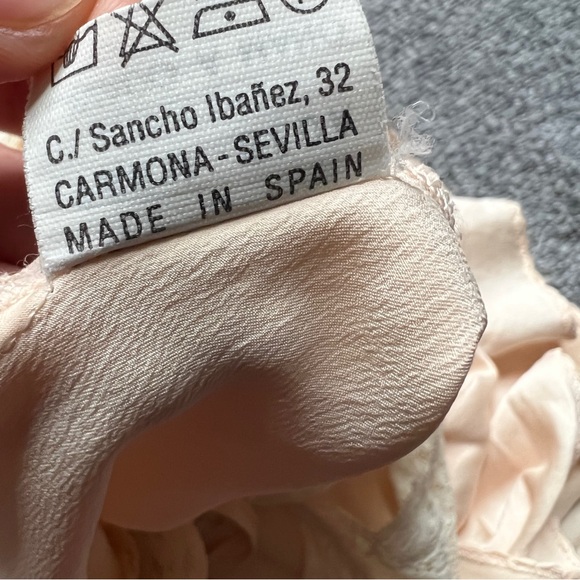 C./ Sancho Ibañez, 32
CARMONA-SEVILLA
MADE IN SPAIN